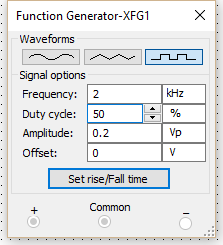 Function Generator-XFG1
Waveforms
Signal options
Frequency: 2 kHz
Duty cycle: 50 %
Amplitude: 0.2 Vp
Offset: 0 V
Set rise/Fall time
+ Common −